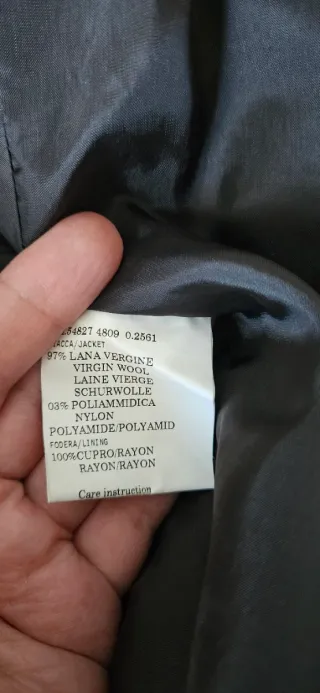 254827 4809 0.2561
ACCA/JACKET
97% LANA VERGINE
VIRGIN WOOL
LAINE VIERGE
SCHURWOLLE
03% POLIAMMIDICA
NYLON
POLYAMIDE/POLYAMID
FODERA/LINING
100%CUPRO/RAYON
RAYON/RAYON
Care instruction